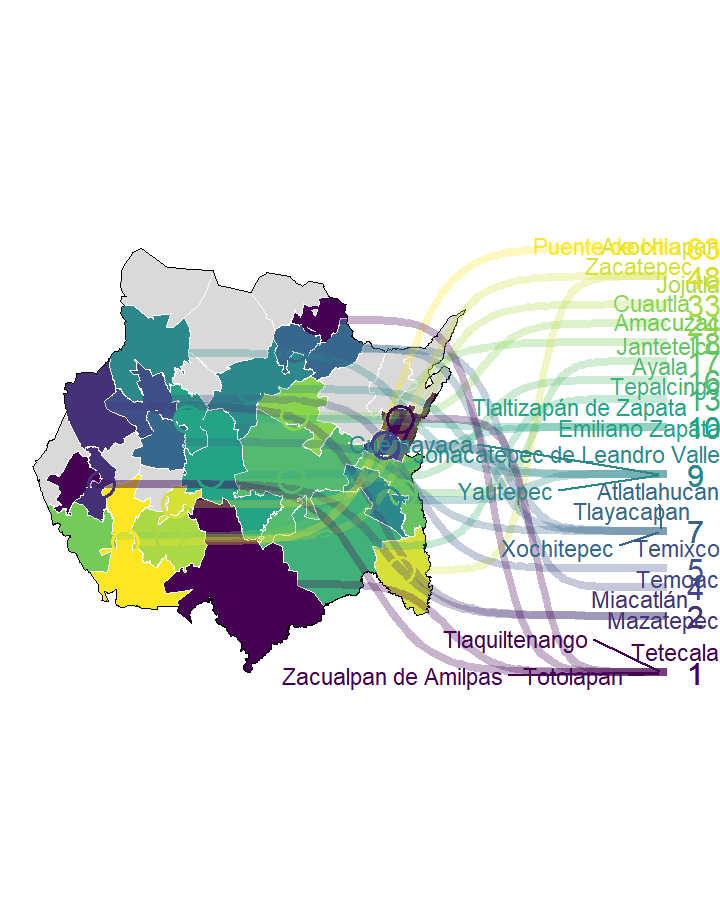 Puente de Ixtla
Axochiapan
63
Zacatepec
48
Jojutla
Cuautla
33
Amacuzac
24
Jantetelco
18
Ayala
17
16
Tepalcingo
13
Tlaltizapán de Zapata
Emiliano Zapata
10
Cuernavaca
Jonacatepec de Leandro Valle
9
Yautepec
Atlatlahucan
Tlayacapan
7
Xochitepec
Temixco
5
Temoac
4
Miacatlán
2
Mazatepec
Tlaquiltenango
Tetecala
1
Zacualpan de Amilpas
Totolapan